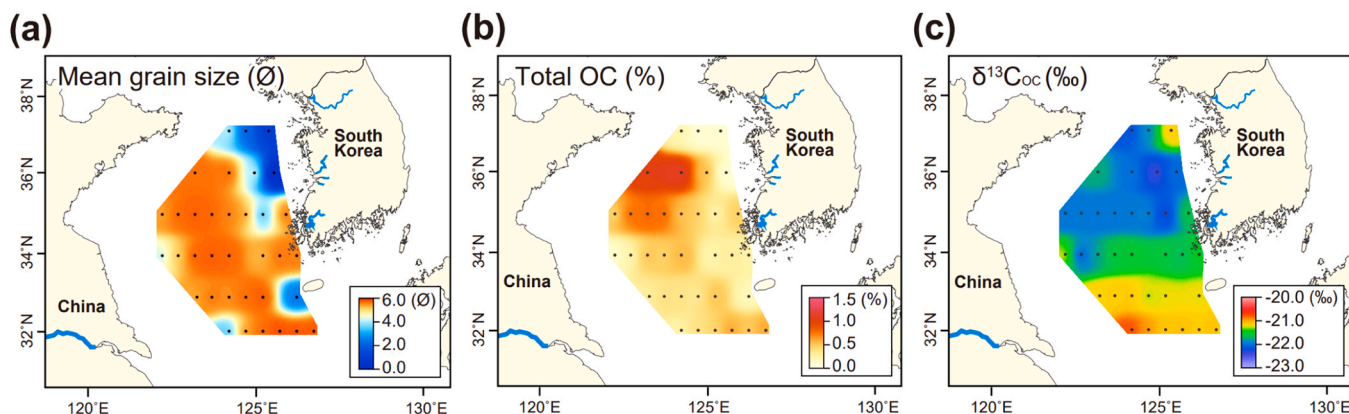 (a)
Mean grain size (Ø)
38°N
36°N
34°N
32°N
South
Korea
China
6.0 (Ø)
4.0
2.0
0.0
120°E
125°E
130°E
(b)
Total OC (%)
38°N
36°N
34°N
32°N
South
Korea
China
1.5 (%)
1.0
0.5
0.0
120°E
125°E
130°E
(c)
δ¹³COC (‰)
38°N
36°N
34°N
32°N
South
Korea
China
-20.0 (‰)
-21.0
-22.0
-23.0
120°E
125°E
130°E